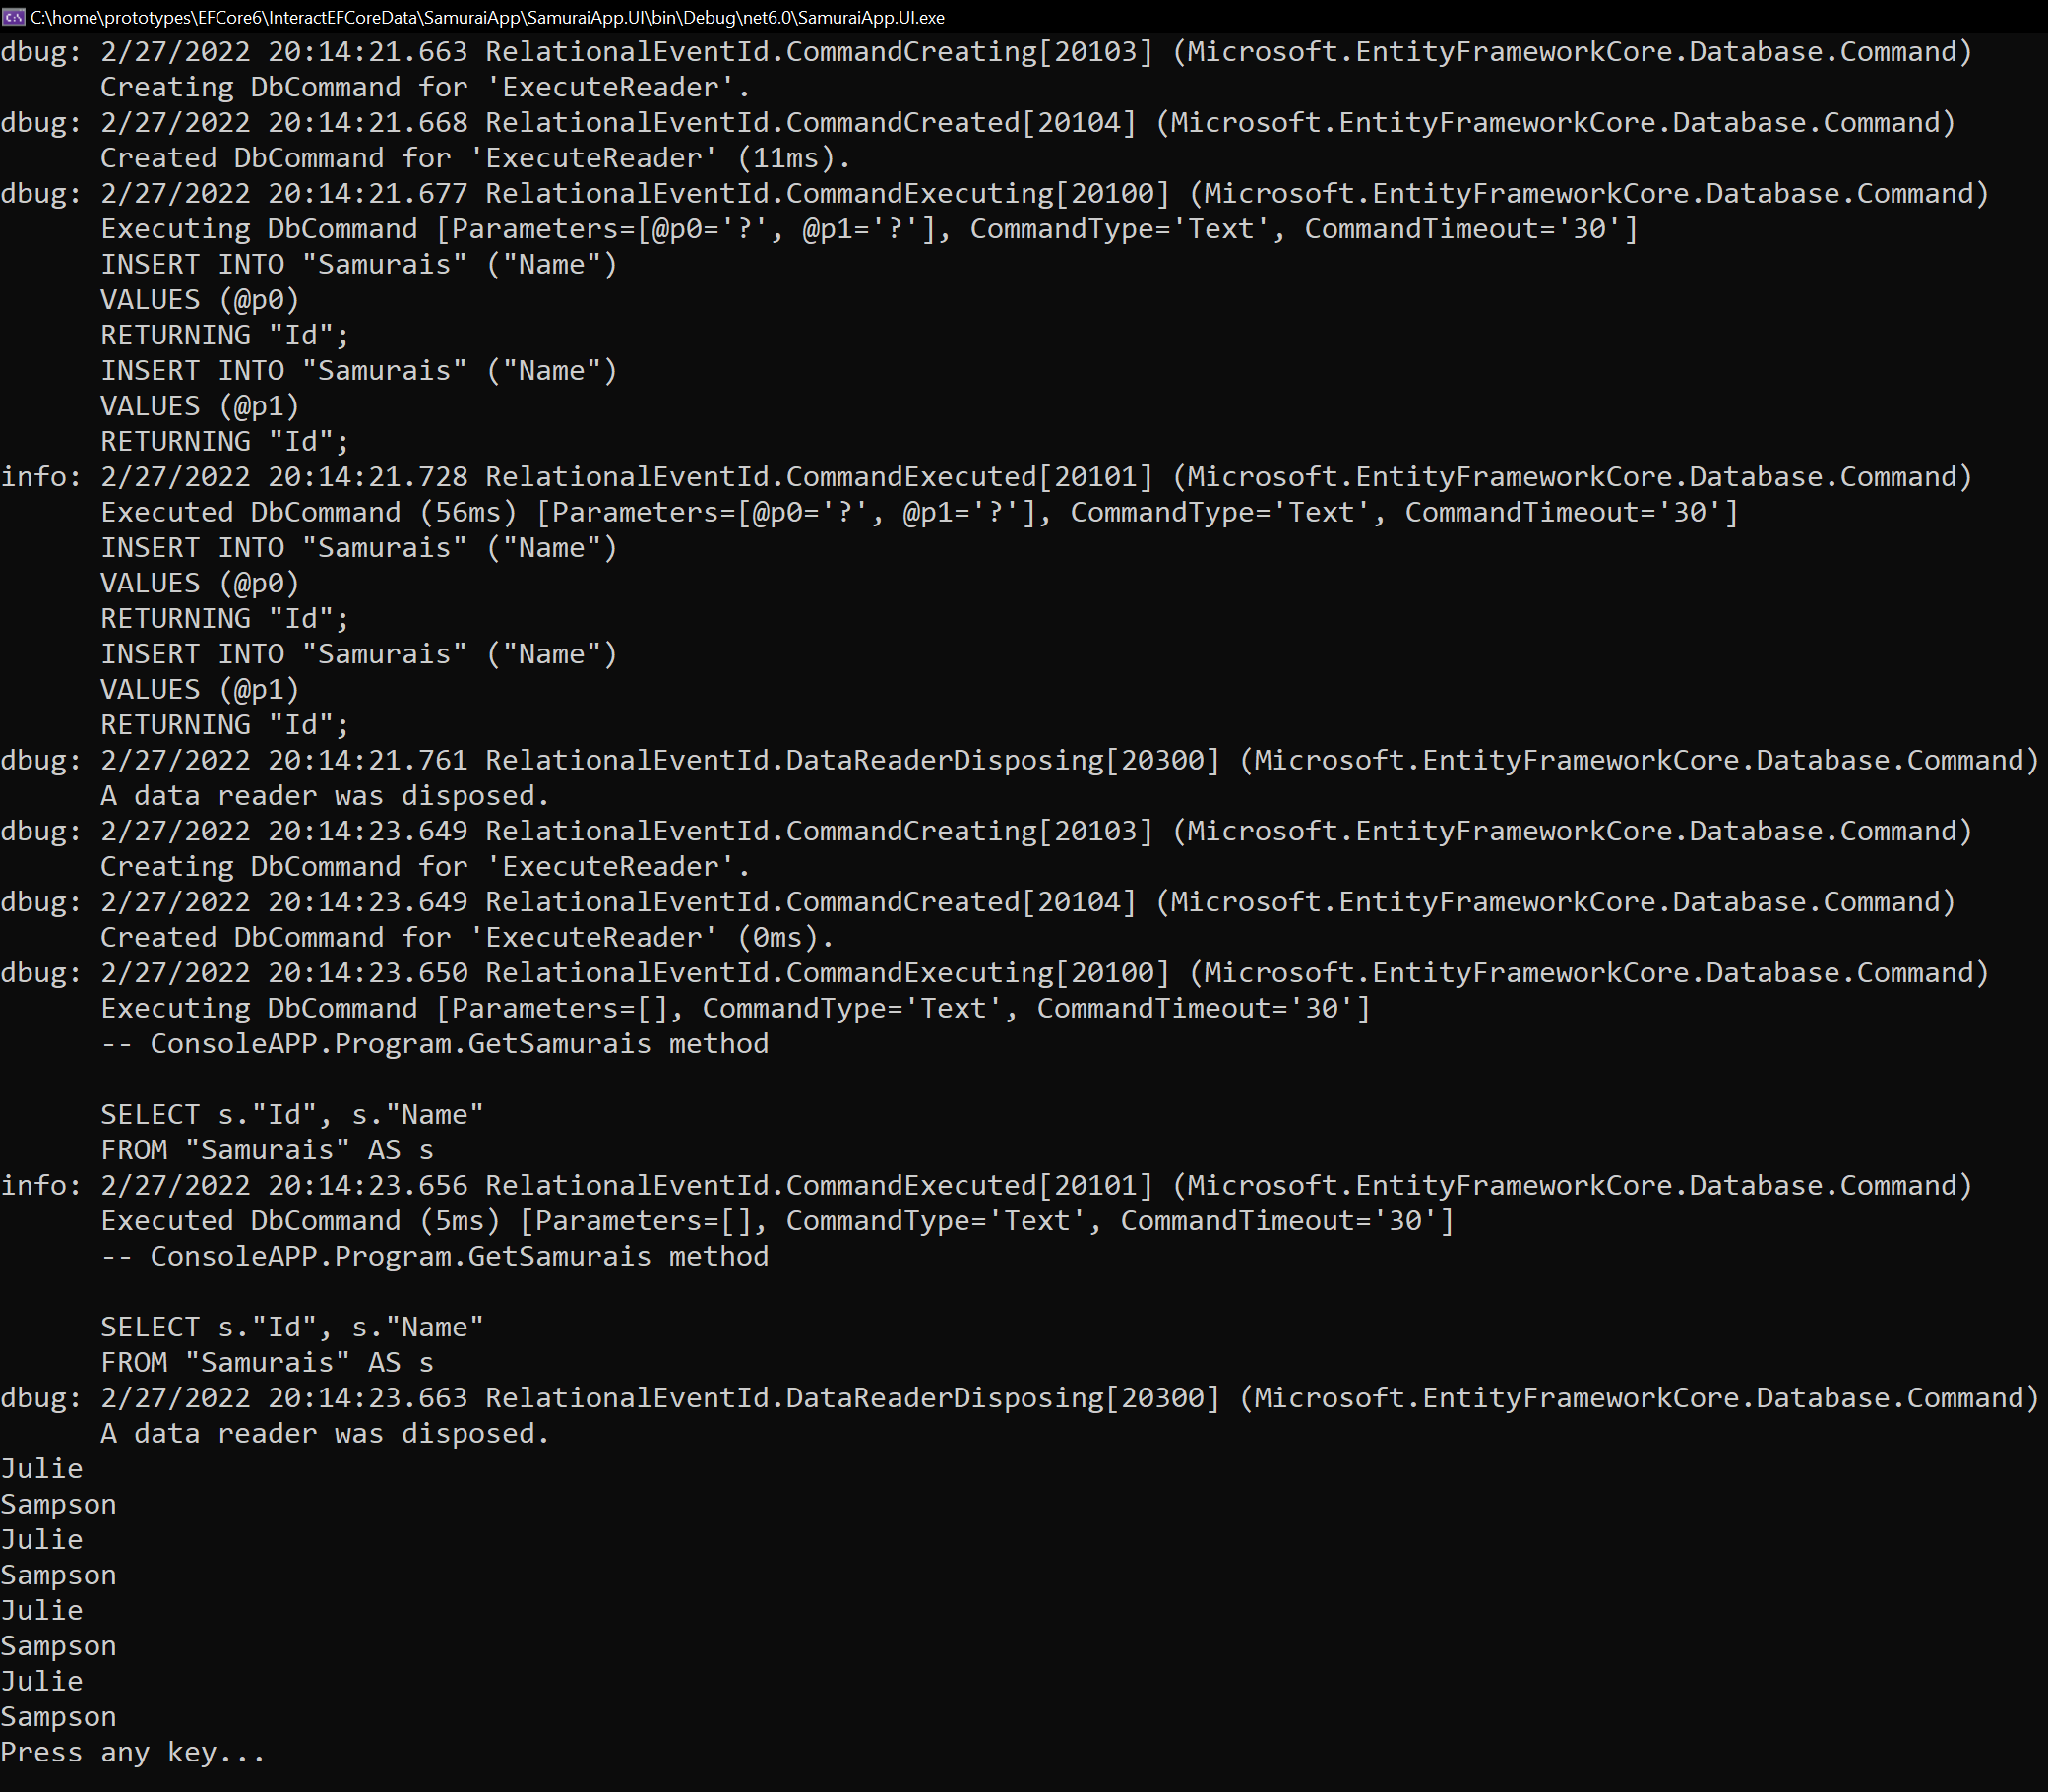 C:\home\prototypes\EFCore6\InteractEFCoreData\SamuraiApp\SamuraiApp.UI\bin\Debug\net6.0\SamuraiApp.UI.exe
dbug: 2/27/2022 20:14:21.663 RelationalEventId.CommandCreating[20103] (Microsoft.EntityFrameworkCore.Database.Command)
      Creating DbCommand for 'ExecuteReader'.
dbug: 2/27/2022 20:14:21.668 RelationalEventId.CommandCreated[20104] (Microsoft.EntityFrameworkCore.Database.Command)
      Created DbCommand for 'ExecuteReader' (11ms).
dbug: 2/27/2022 20:14:21.677 RelationalEventId.CommandExecuting[20100] (Microsoft.EntityFrameworkCore.Database.Command)
      Executing DbCommand [Parameters=[@p0='?', @p1='?'], CommandType='Text', CommandTimeout='30']
      INSERT INTO "Samurais" ("Name")
      VALUES (@p0)
      RETURNING "Id";
      INSERT INTO "Samurais" ("Name")
      VALUES (@p1)
      RETURNING "Id";
info: 2/27/2022 20:14:21.728 RelationalEventId.CommandExecuted[20101] (Microsoft.EntityFrameworkCore.Database.Command)
      Executed DbCommand (56ms) [Parameters=[@p0='?', @p1='?'], CommandType='Text', CommandTimeout='30']
      INSERT INTO "Samurais" ("Name")
      VALUES (@p0)
      RETURNING "Id";
      INSERT INTO "Samurais" ("Name")
      VALUES (@p1)
      RETURNING "Id";
dbug: 2/27/2022 20:14:21.761 RelationalEventId.DataReaderDisposing[20300] (Microsoft.EntityFrameworkCore.Database.Command)
      A data reader was disposed.
dbug: 2/27/2022 20:14:23.649 RelationalEventId.CommandCreating[20103] (Microsoft.EntityFrameworkCore.Database.Command)
      Creating DbCommand for 'ExecuteReader'.
dbug: 2/27/2022 20:14:23.649 RelationalEventId.CommandCreated[20104] (Microsoft.EntityFrameworkCore.Database.Command)
      Created DbCommand for 'ExecuteReader' (0ms).
dbug: 2/27/2022 20:14:23.650 RelationalEventId.CommandExecuting[20100] (Microsoft.EntityFrameworkCore.Database.Command)
      Executing DbCommand [Parameters=[], CommandType='Text', CommandTimeout='30']
      -- ConsoleAPP.Program.GetSamurais method

      SELECT s."Id", s."Name"
      FROM "Samurais" AS s
info: 2/27/2022 20:14:23.656 RelationalEventId.CommandExecuted[20101] (Microsoft.EntityFrameworkCore.Database.Command)
      Executed DbCommand (5ms) [Parameters=[], CommandType='Text', CommandTimeout='30']
      -- ConsoleAPP.Program.GetSamurais method

      SELECT s."Id", s."Name"
      FROM "Samurais" AS s
dbug: 2/27/2022 20:14:23.663 RelationalEventId.DataReaderDisposing[20300] (Microsoft.EntityFrameworkCore.Database.Command)
      A data reader was disposed.
Julie
Sampson
Julie
Sampson
Julie
Sampson
Julie
Sampson
Press any key...